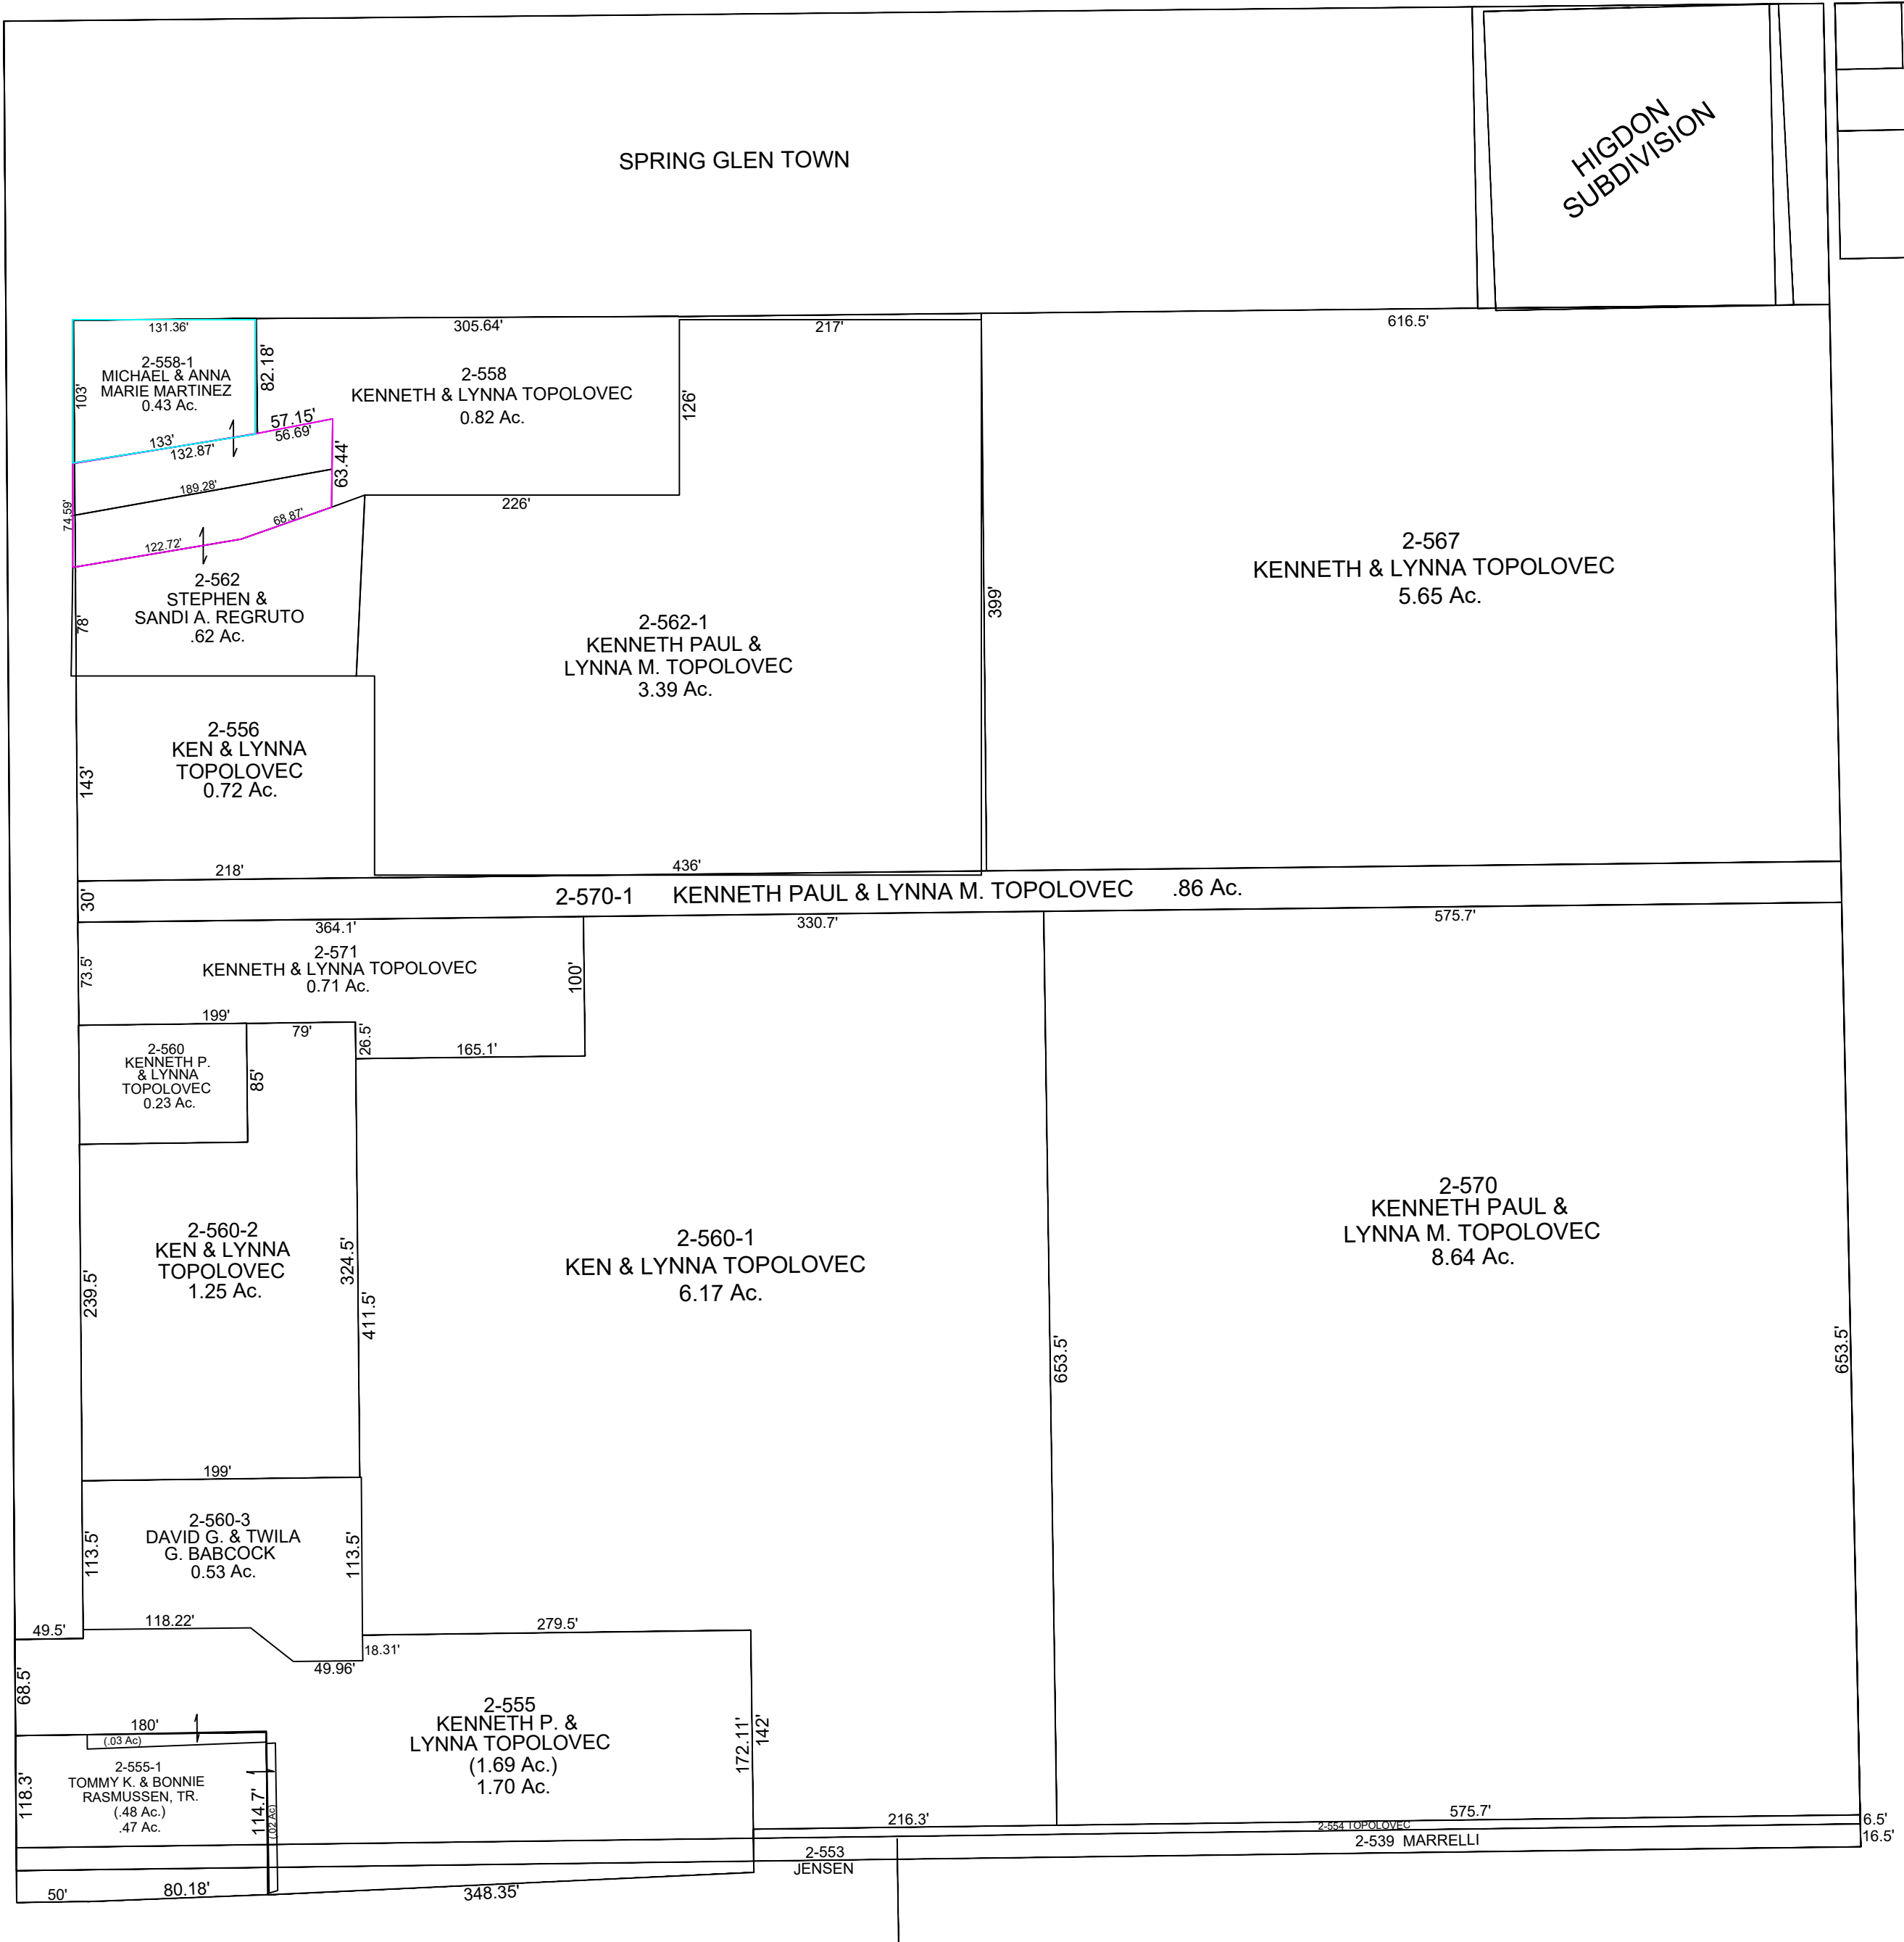 SPRING GLEN TOWN
HIGDON
SUBDIVISION
131.36'
305.64'
217'
616.5'
2-558-1
MICHAEL & ANNA
MARIE MARTINEZ
0.43 Ac.
103'
82.18'
2-558
KENNETH & LYNNA TOPOLOVEC
0.82 Ac.
126'
57.15'
56.69'
133'
132.87'
63.44'
189.28'
74.59'
68.87'
122.72'
226'
2-562
STEPHEN &
SANDI A. REGRUTO
.62 Ac.
78'
2-562-1
KENNETH PAUL &
LYNNA M. TOPOLOVEC
3.39 Ac.
399'
2-567
KENNETH & LYNNA TOPOLOVEC
5.65 Ac.
2-556
KEN & LYNNA
TOPOLOVEC
0.72 Ac.
143'
218'
436'
30'
2-570-1 KENNETH PAUL & LYNNA M. TOPOLOVEC .86 Ac.
364.1'
330.7'
575.7'
2-571
KENNETH & LYNNA TOPOLOVEC
0.71 Ac.
73.5'
100'
199'
79'
26.5'
165.1'
2-560
KENNETH P.
& LYNNA
TOPOLOVEC
0.23 Ac.
85'
2-560-2
KEN & LYNNA
TOPOLOVEC
1.25 Ac.
239.5'
324.5'
411.5'
2-560-1
KEN & LYNNA TOPOLOVEC
6.17 Ac.
2-570
KENNETH PAUL &
LYNNA M. TOPOLOVEC
8.64 Ac.
653.5'
653.5'
199'
2-560-3
DAVID G. & TWILA
G. BABCOCK
0.53 Ac.
113.5'
113.5'
49.5'
118.22'
279.5'
18.31'
49.96'
68.5'
2-555
KENNETH P. &
LYNNA TOPOLOVEC
(1.69 Ac.)
1.70 Ac.
172.11'
142'
180'
(.03 Ac)
2-555-1
TOMMY K. & BONNIE
RASMUSSEN, TR.
(.48 Ac.)
.47 Ac.
118.3'
114.7'
(.02 Ac)
216.3'
575.7'
2-554 TOPOLOVEC
6.5'
2-539 MARRELLI
16.5'
2-553
JENSEN
50'
80.18'
348.35'